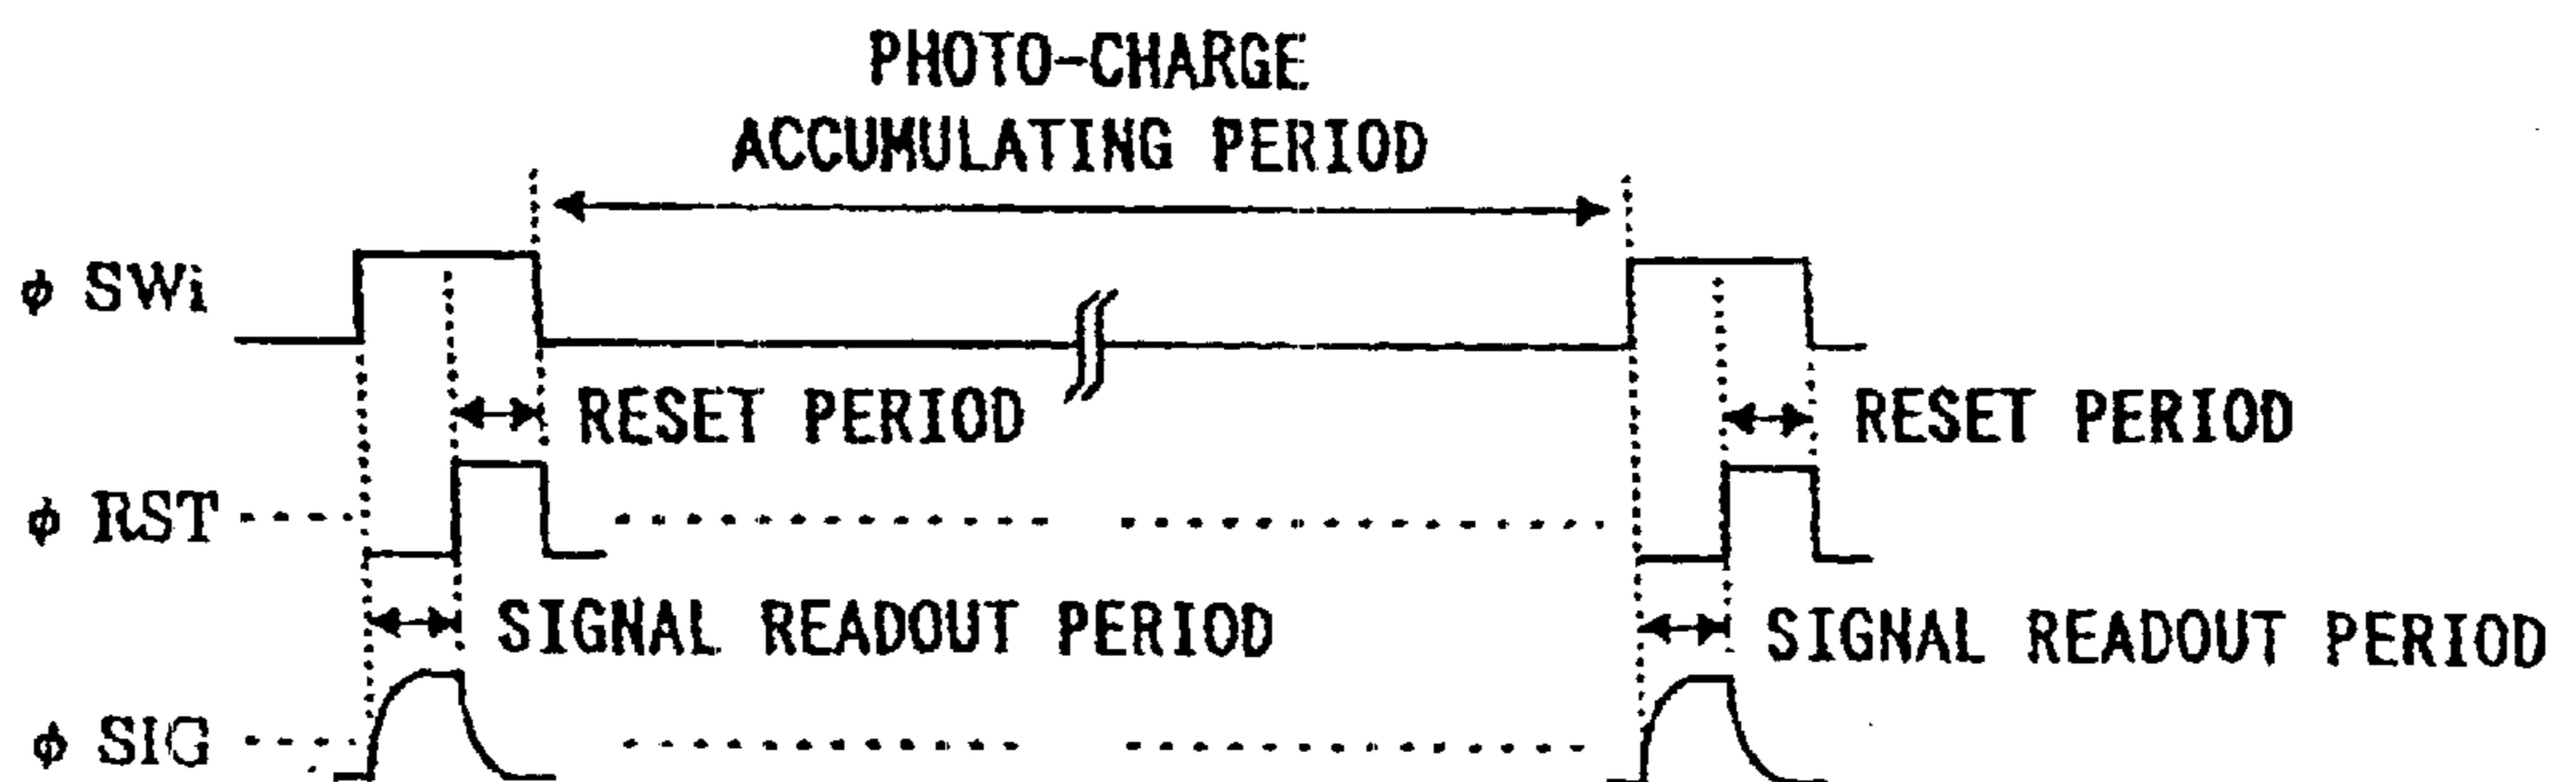 PHOTO-CHARGE
ACCUMULATING PERIOD
φ SWi
RESET PERIOD
RESET PERIOD
φ RST
SIGNAL READOUT PERIOD
SIGNAL READOUT PERIOD
φ SIG